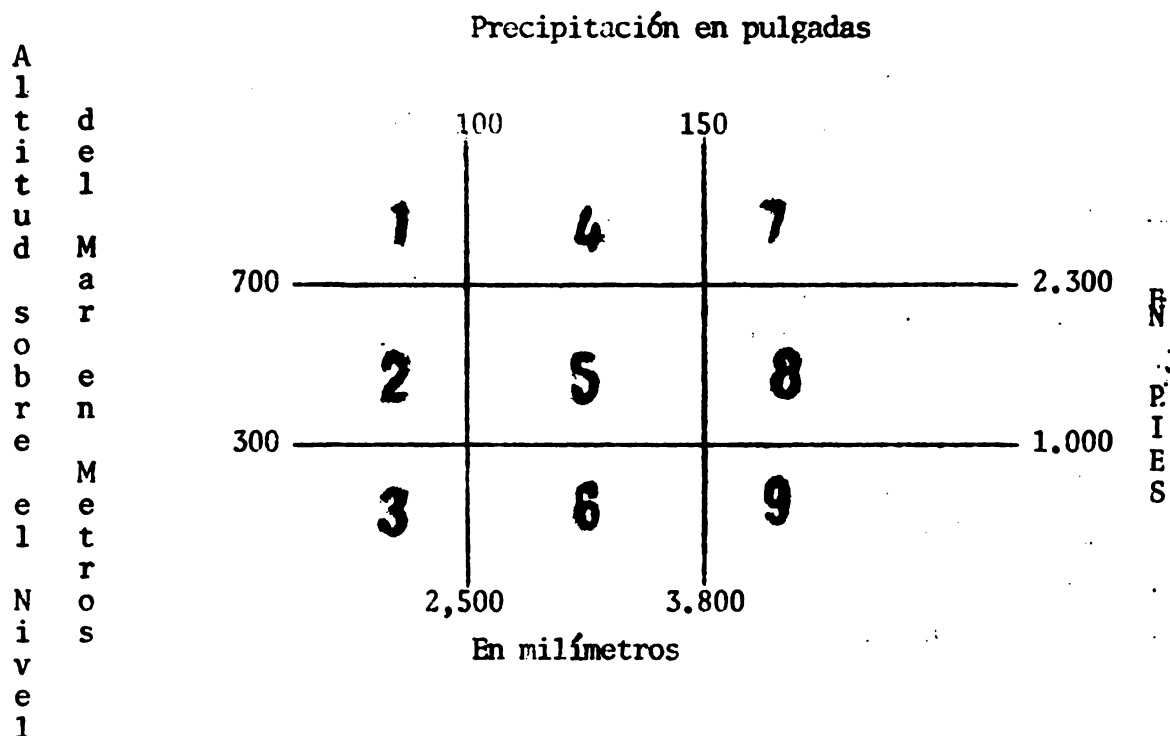 Precipitación en pulgadas
Altitud sobre el Nivel
del Mar en Metros
100 150
1 4 7
700 2.300
2 5 8
300 1.000
3 6 9
2,500 3.800
En milímetros
EN PIES